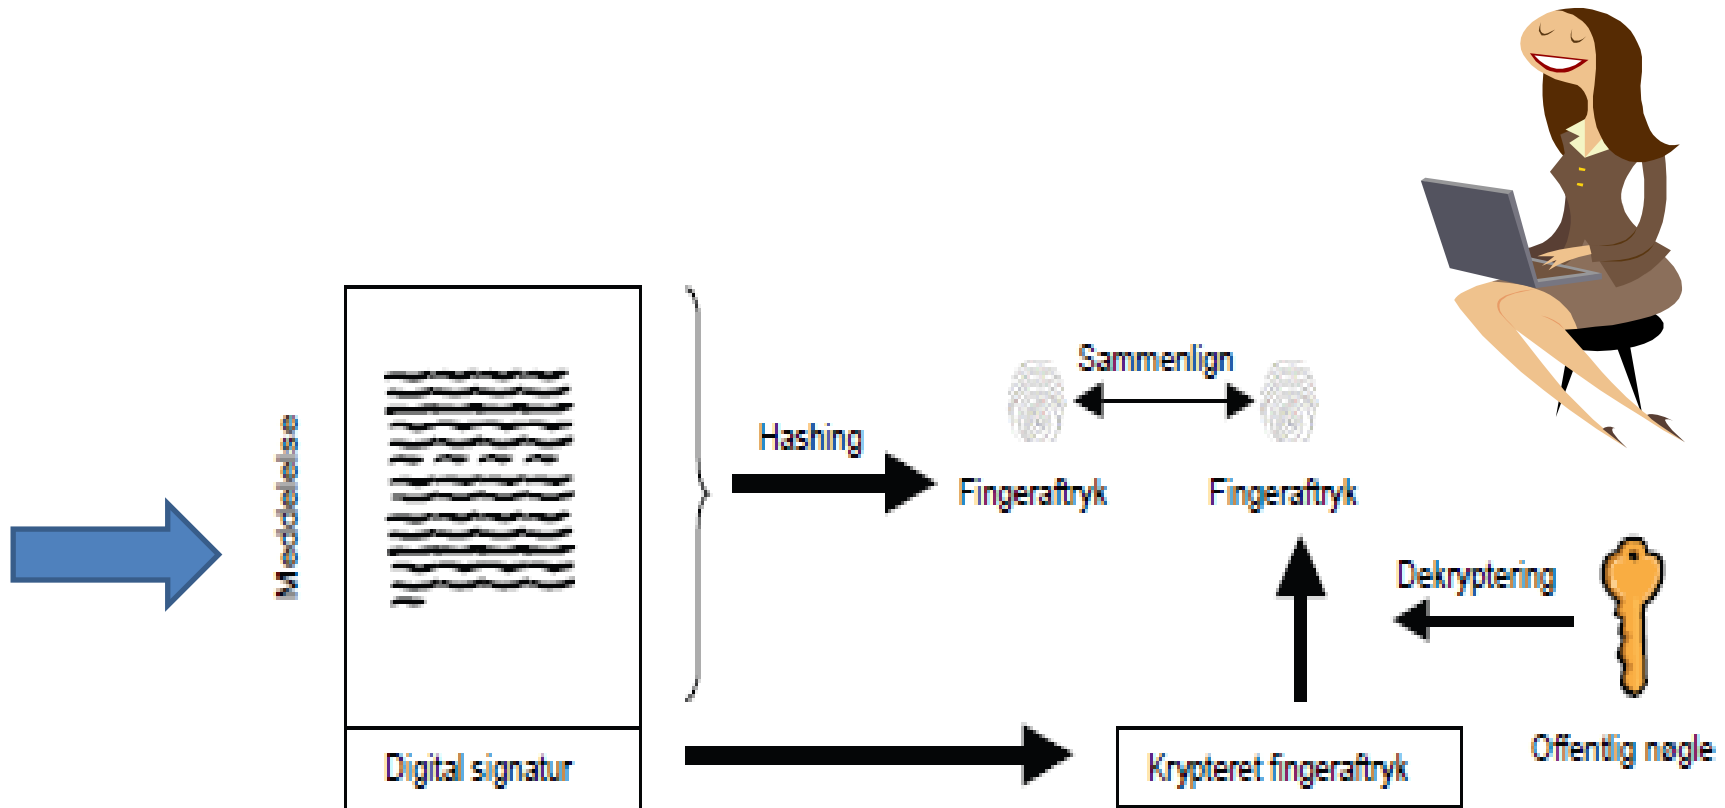 Meddelelse
Sammenlign
Hashing
Fingeraftryk
Fingeraftryk
Dekryptering
Digital signatur
Krypteret fingeraftryk
Offentlig nøgle